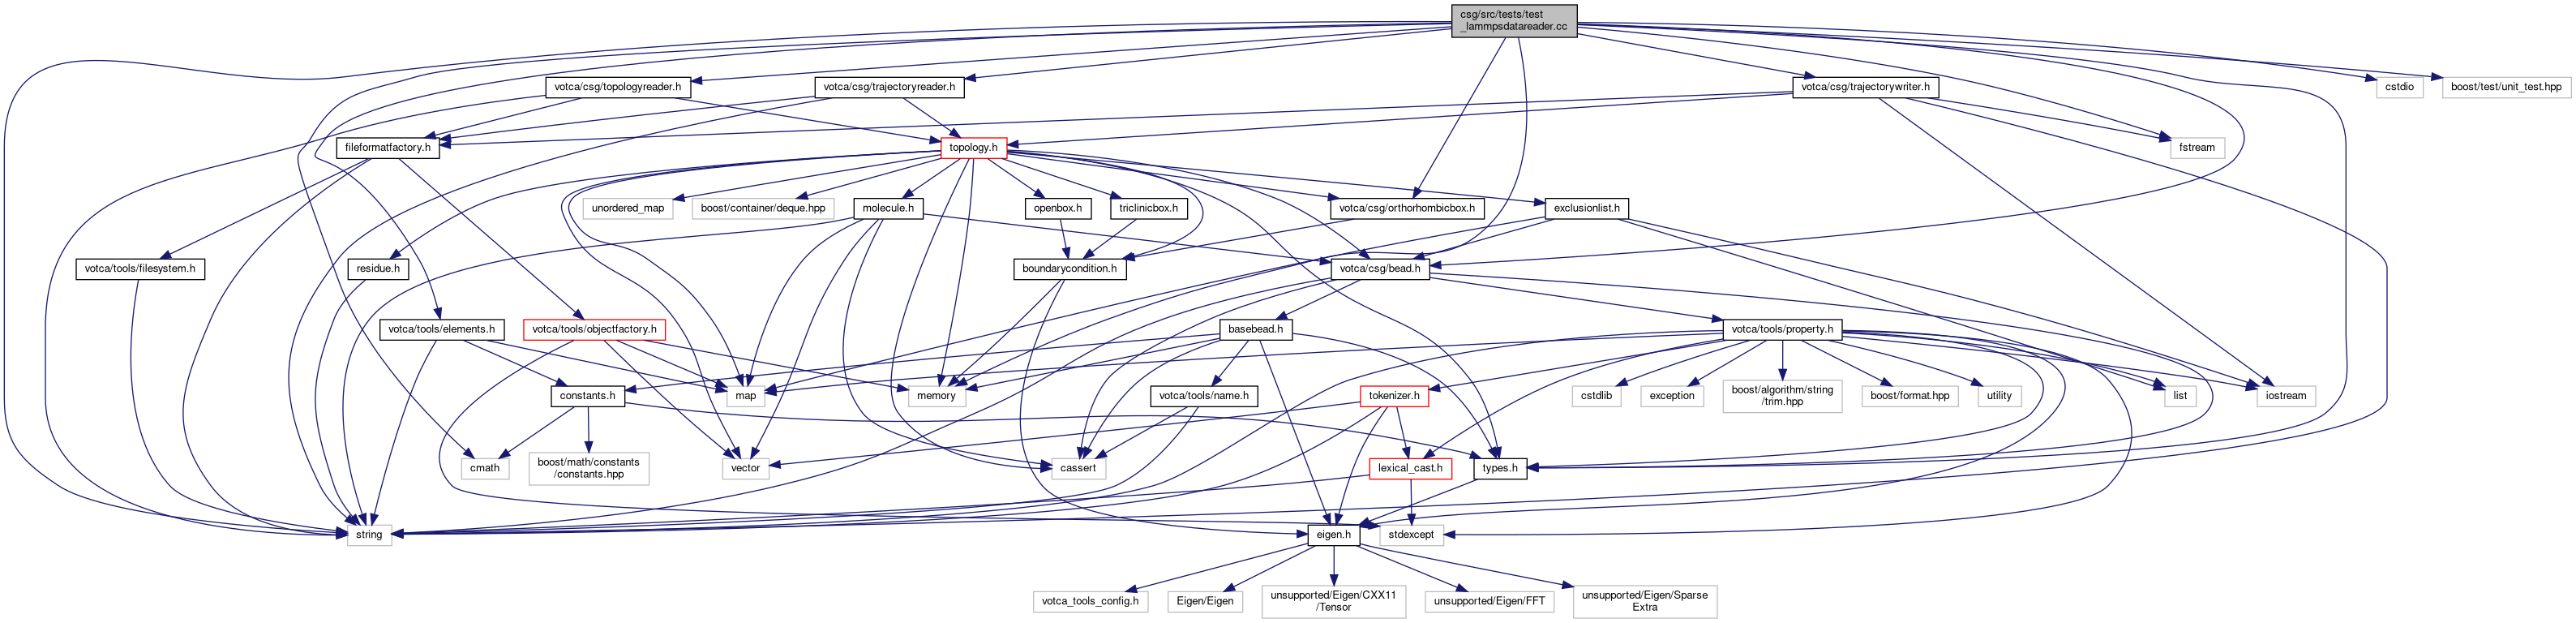 csg/src/tests/test
_lammpsdatareader.cc
votca/csg/topologyreader.h
votca/csg/trajectoryreader.h
votca/csg/trajectorywriter.h
cstdio
boost/test/unit_test.hpp
fileformatfactory.h
topology.h
fstream
unordered_map
boost/container/deque.hpp
molecule.h
openbox.h
triclinicbox.h
votca/csg/orthorhombicbox.h
exclusionlist.h
votca/tools/filesystem.h
residue.h
boundarycondition.h
votca/csg/bead.h
votca/tools/elements.h
votca/tools/objectfactory.h
basebead.h
votca/tools/property.h
constants.h
map
memory
votca/tools/name.h
tokenizer.h
cstdlib
exception
boost/algorithm/string
/trim.hpp
boost/format.hpp
utility
list
iostream
cmath
boost/math/constants
/constants.hpp
vector
cassert
lexical_cast.h
types.h
string
eigen.h
stdexcept
votca_tools_config.h
Eigen/Eigen
unsupported/Eigen/CXX11
/Tensor
unsupported/Eigen/FFT
unsupported/Eigen/Sparse
Extra